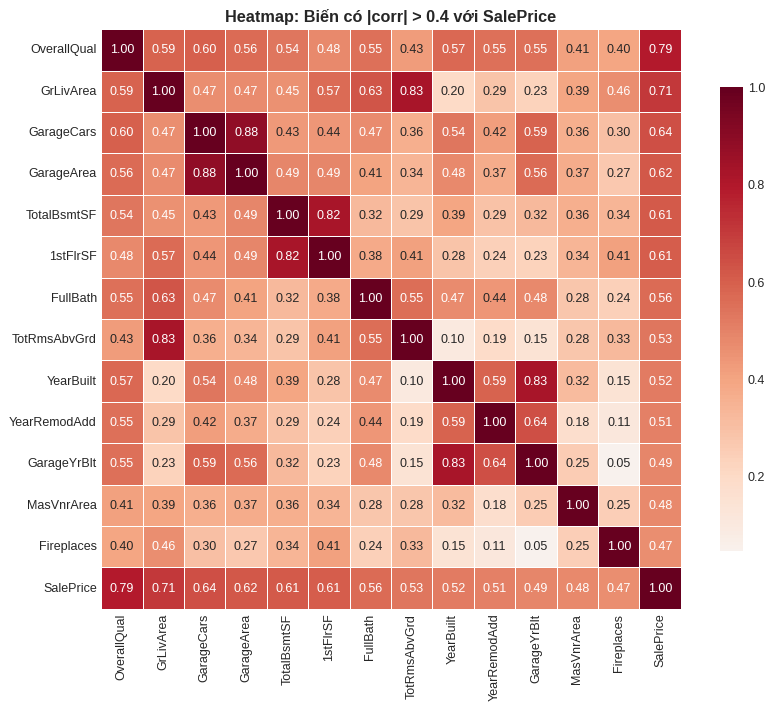 Heatmap: Biến có |corr| > 0.4 với SalePrice
OverallQual 1.00 0.59 0.60 0.56 0.54 0.48 0.55 0.43 0.57 0.55 0.55 0.41 0.40 0.79
GrLivArea 0.59 1.00 0.47 0.47 0.45 0.57 0.63 0.83 0.20 0.29 0.23 0.39 0.46 0.71
GarageCars 0.60 0.47 1.00 0.88 0.43 0.44 0.47 0.36 0.54 0.42 0.59 0.36 0.30 0.64
GarageArea 0.56 0.47 0.88 1.00 0.49 0.49 0.41 0.34 0.48 0.37 0.56 0.37 0.27 0.62
TotalBsmtSF 0.54 0.45 0.43 0.49 1.00 0.82 0.32 0.29 0.39 0.29 0.32 0.36 0.34 0.61
1stFlrSF 0.48 0.57 0.44 0.49 0.82 1.00 0.38 0.41 0.28 0.24 0.23 0.34 0.41 0.61
FullBath 0.55 0.63 0.47 0.41 0.32 0.38 1.00 0.55 0.47 0.44 0.48 0.28 0.24 0.56
TotRmsAbvGrd 0.43 0.83 0.36 0.34 0.29 0.41 0.55 1.00 0.10 0.19 0.15 0.28 0.33 0.53
YearBuilt 0.57 0.20 0.54 0.48 0.39 0.28 0.47 0.10 1.00 0.59 0.83 0.32 0.15 0.52
YearRemodAdd 0.55 0.29 0.42 0.37 0.29 0.24 0.44 0.19 0.59 1.00 0.64 0.18 0.11 0.51
GarageYrBlt 0.55 0.23 0.59 0.56 0.32 0.23 0.48 0.15 0.83 0.64 1.00 0.25 0.05 0.49
MasVnrArea 0.41 0.39 0.36 0.37 0.36 0.34 0.28 0.28 0.32 0.18 0.25 1.00 0.25 0.48
Fireplaces 0.40 0.46 0.30 0.27 0.34 0.41 0.24 0.33 0.15 0.11 0.05 0.25 1.00 0.47
SalePrice 0.79 0.71 0.64 0.62 0.61 0.61 0.56 0.53 0.52 0.51 0.49 0.48 0.47 1.00
OverallQual
GrLivArea
GarageCars
GarageArea
TotalBsmtSF
1stFlrSF
FullBath
TotRmsAbvGrd
YearBuilt
YearRemodAdd
GarageYrBlt
MasVnrArea
Fireplaces
SalePrice
1.0
0.8
0.6
0.4
0.2